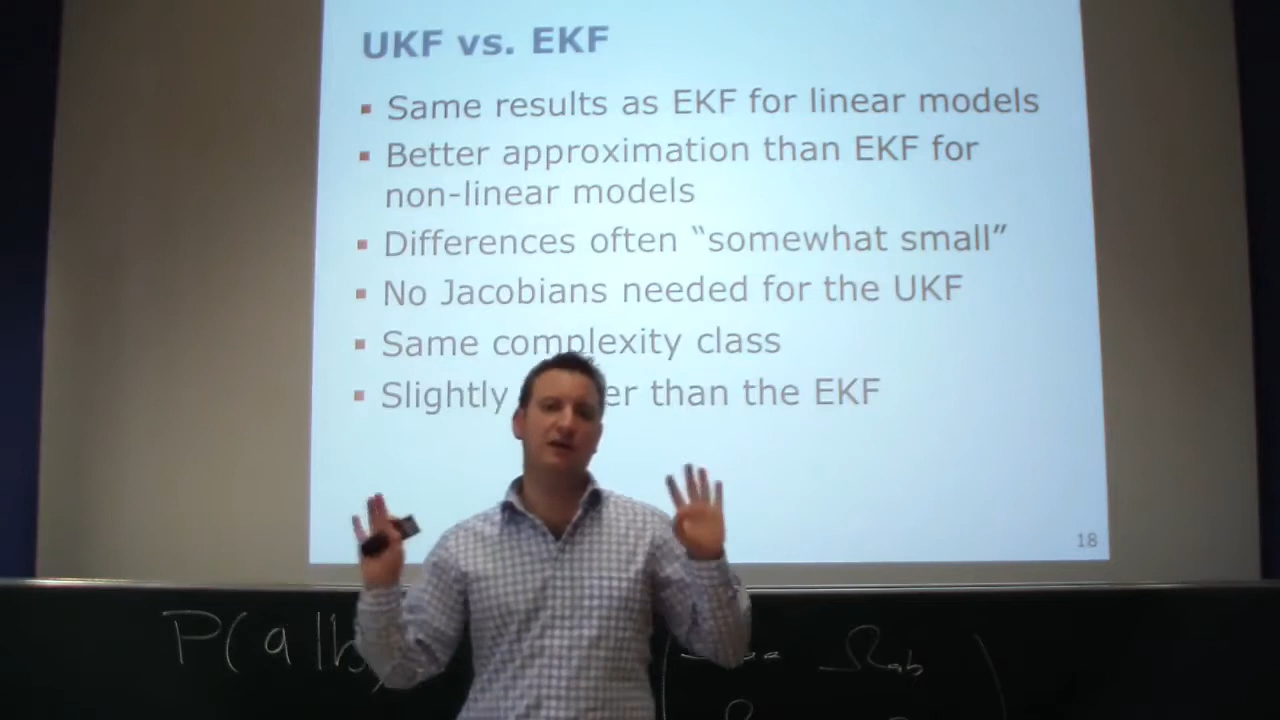 UKF vs. EKF
▪ Same results as EKF for linear models
▪ Better approximation than EKF for
non-linear models
▪ Differences often “somewhat small”
▪ No Jacobians needed for the UKF
▪ Same complexity class
▪ Slightly than the EKF
18
P(a|b
Ωab